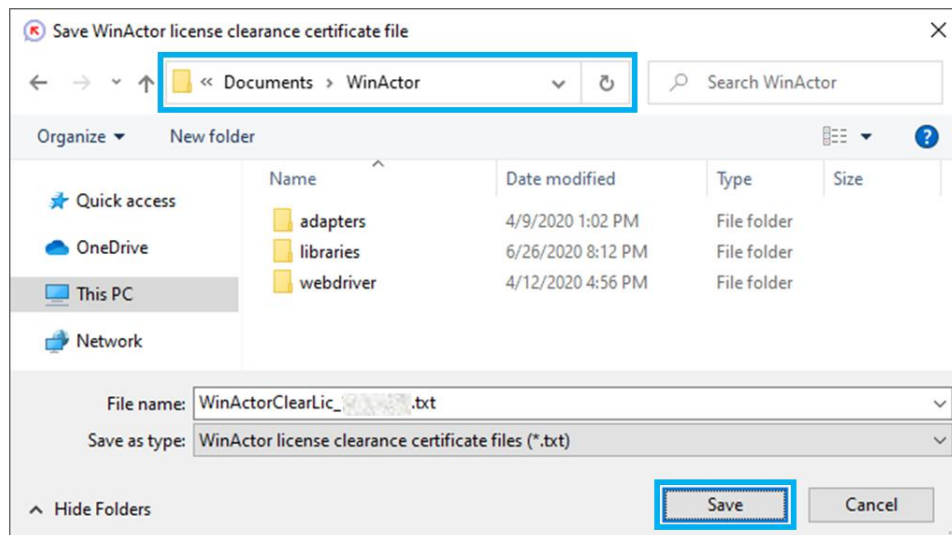 Save WinActor license clearance certificate file
« Documents › WinActor
Search WinActor
Organize
New folder
Name Date modified Type Size
Quick access
OneDrive
This PC
Network
adapters 4/9/2020 1:02 PM File folder
libraries 6/26/2020 8:12 PM File folder
webdriver 4/12/2020 4:56 PM File folder
File name: WinActorClearLic_ .txt
Save as type: WinActor license clearance certificate files (*.txt)
Hide Folders
Save
Cancel